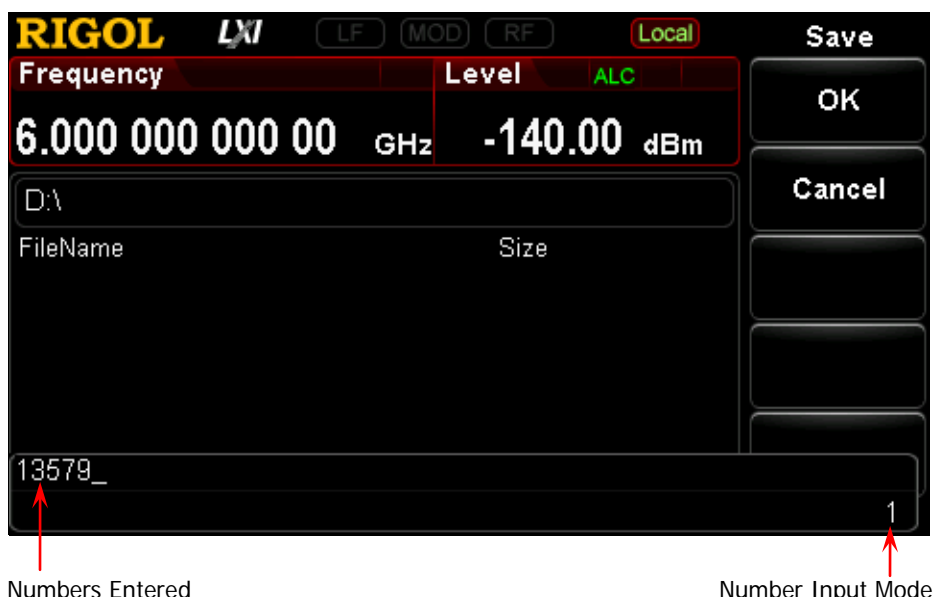 RIGOL LXI LF MOD RF Local Save
Frequency Level ALC
OK
6.000 000 000 00 GHz -140.00 dBm
D:\
Cancel
FileName Size
13579_
1
Numbers Entered Number Input Mode